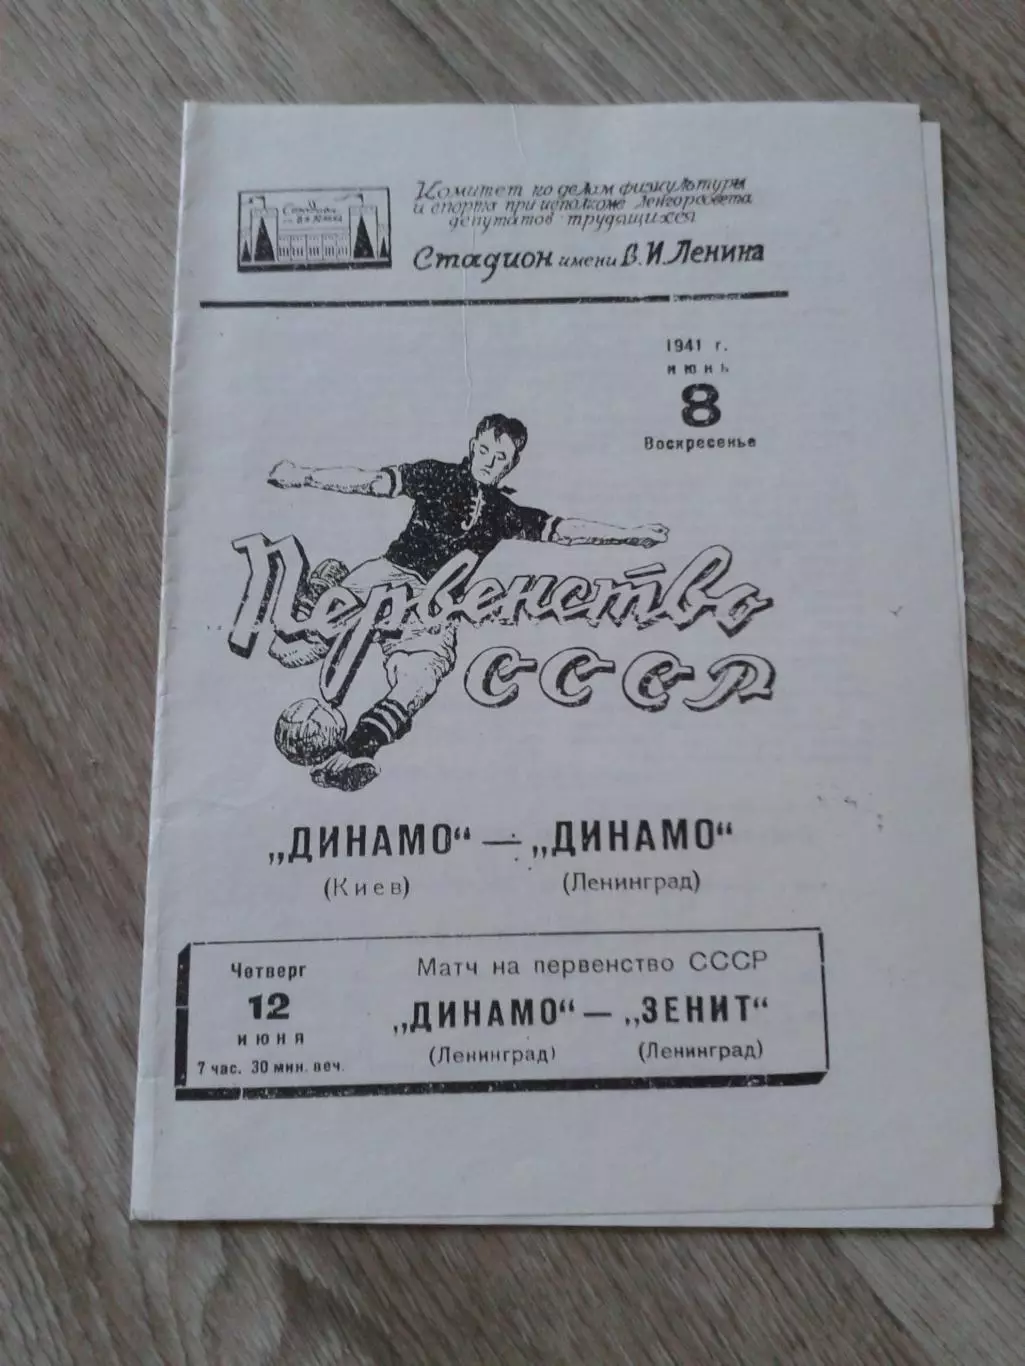 Стадион
Комитет по делам физкультуры
и спорта при исполкоме Ленгорсовета
депутатов трудящихся
Стадион имени В.И.Ленина
1941 г.
июнь
8
Воскресенье
Первенство
СССР
„ДИНАМО“ — „ДИНАМО“
(Киев) (Ленинград)
Четверг
12
июня
7 час. 30 мин. веч.
Матч на первенство СССР
„ДИНАМО“ — „ЗЕНИТ“
(Ленинград) (Ленинград)